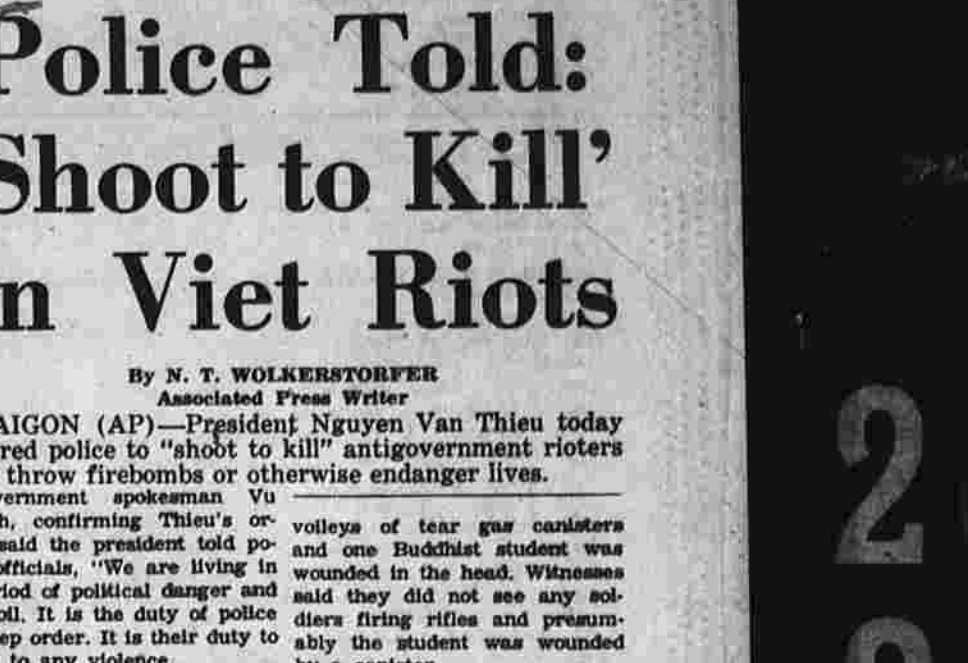 Police Told:
Shoot to Kill'
n Viet Riots
By N. T. WOLKERSTORFER
Associated Press Writer
AIGON (AP)—President Nguyen Van Thieu today
red police to "shoot to kill" antigovernment rioters
throw firebombs or otherwise endanger lives.
vernment spokesman Vu
h, confirming Thieu's or-
said the president told po-
officials, "We are living in
riod of political danger and
oil. It is the duty of police
ep order. It is their duty to
to any violence.
volleys of tear gas canisters
and one Buddhist student was
wounded in the head. Witnesses
said they did not see any sol-
diers firing rifles and presum-
ably the student was wounded
by a canister.
2